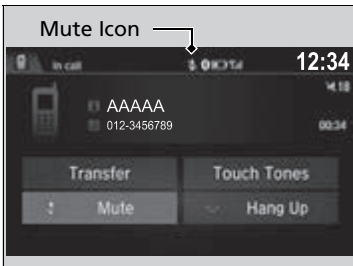 Mute Icon
In call
12:34
AAAAA
012-3456789
00:34
Transfer
Touch Tones
Mute
Hang Up